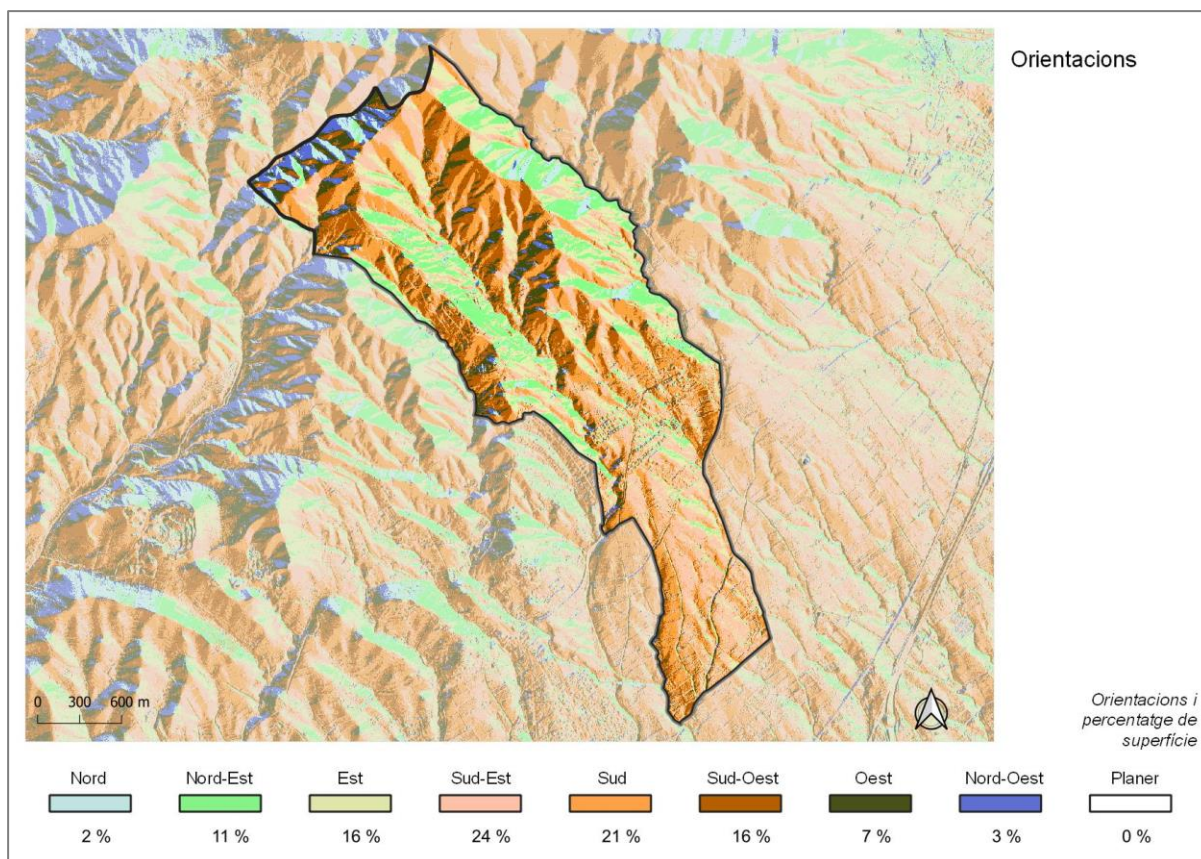 Orientacions
0 300 600 m
Orientacions i
percentatge de
superfície
Nord Nord-Est Est Sud-Est Sud Sud-Oest Oest Nord-Oest Planer
2 % 11 % 16 % 24 % 21 % 16 % 7 % 3 % 0 %